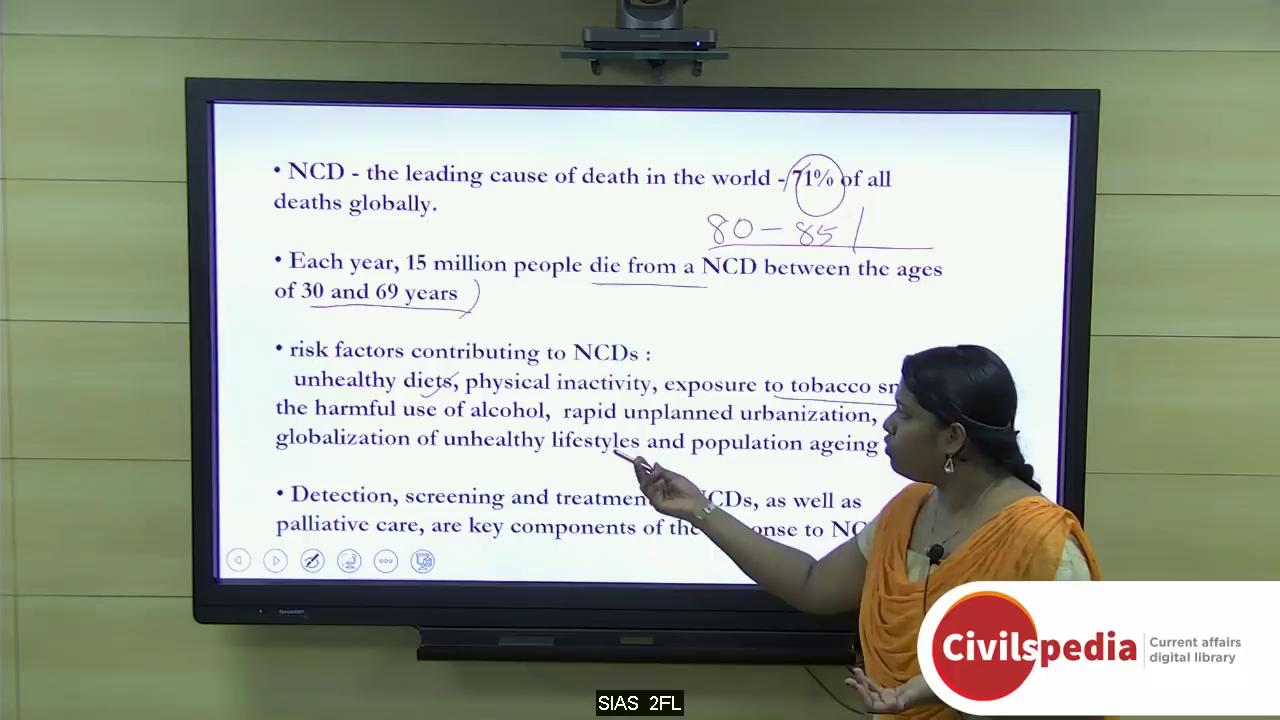 • NCD - the leading cause of death in the world - 71% of all
deaths globally.
80 - 85
• Each year, 15 million people die from a NCD between the ages
of 30 and 69 years
• risk factors contributing to NCDs :
unhealthy diets, physical inactivity, exposure to tobacco
the harmful use of alcohol, rapid unplanned urbanization,
globalization of unhealthy lifestyles and population ageing
• Detection, screening and NCDs, as well as
palliative care, are key components of to
SHARP
Civilspedia
Current affairs
digital library
SIAS 2FL